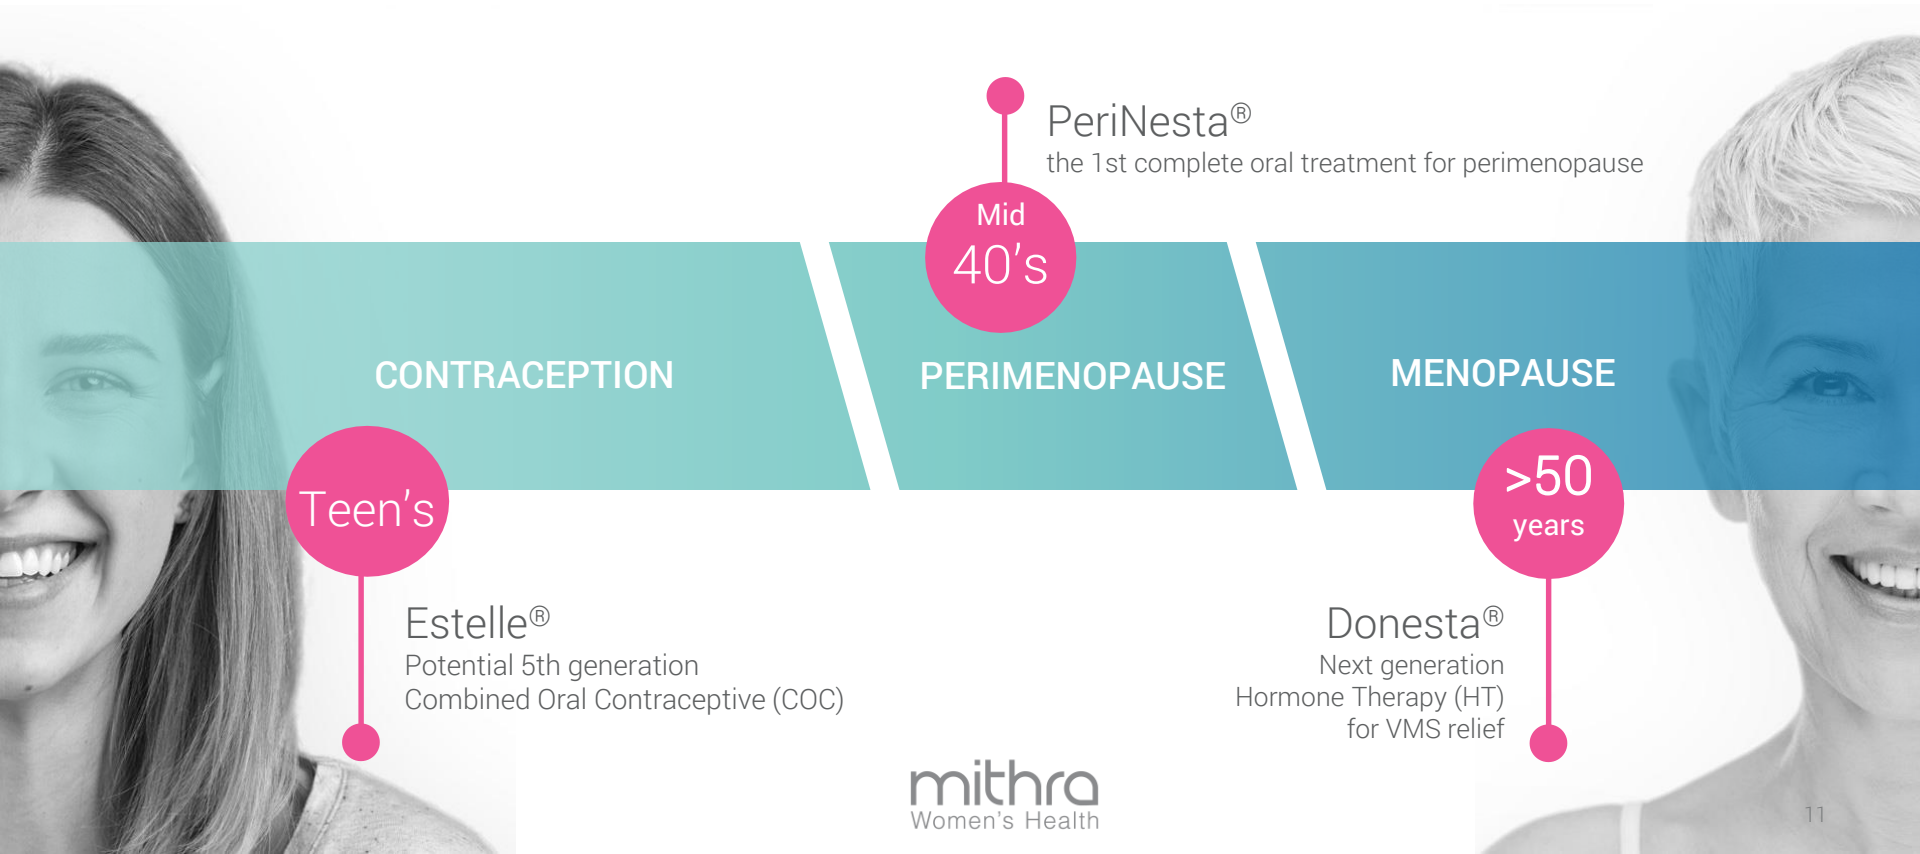 PeriNesta®
the 1st complete oral treatment for perimenopause
Mid
40's
CONTRACEPTION
PERIMENOPAUSE
MENOPAUSE
Teen's
>50
years
Estelle®
Potential 5th generation
Combined Oral Contraceptive (COC)
Donesta®
Next generation
Hormone Therapy (HT)
for VMS relief
mithra
Women's Health
11